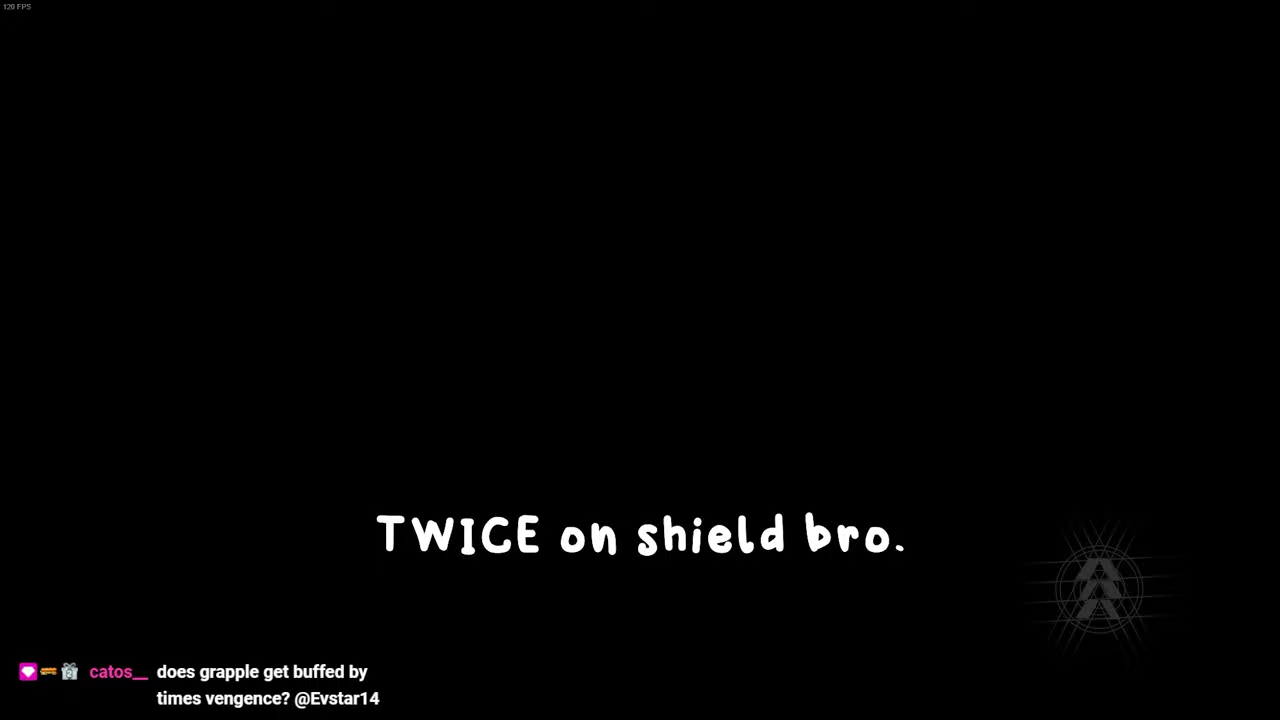 120 FPS
TWICE on shield bro.
catos__ does grapple get buffed by
times vengence? @Evstar14